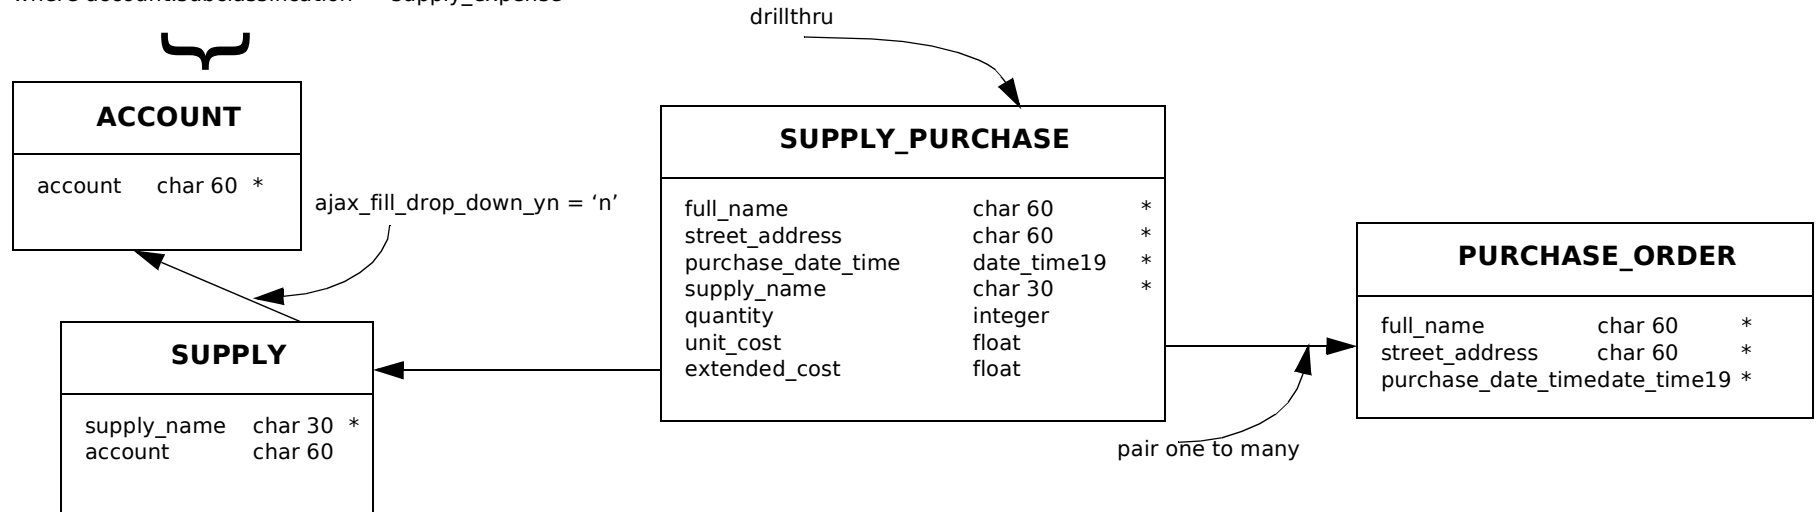 drillthru
ACCOUNT
account char 60 *
ajax_fill_drop_down_yn = ‘n’
SUPPLY_PURCHASE
full_name char 60 *
street_address char 60 *
purchase_date_time date_time19 *
supply_name char 30 *
quantity integer
unit_cost float
extended_cost float
PURCHASE_ORDER
full_name char 60 *
street_address char 60 *
purchase_date_timedate_time19 *
pair one to many
SUPPLY
supply_name char 30 *
account char 60